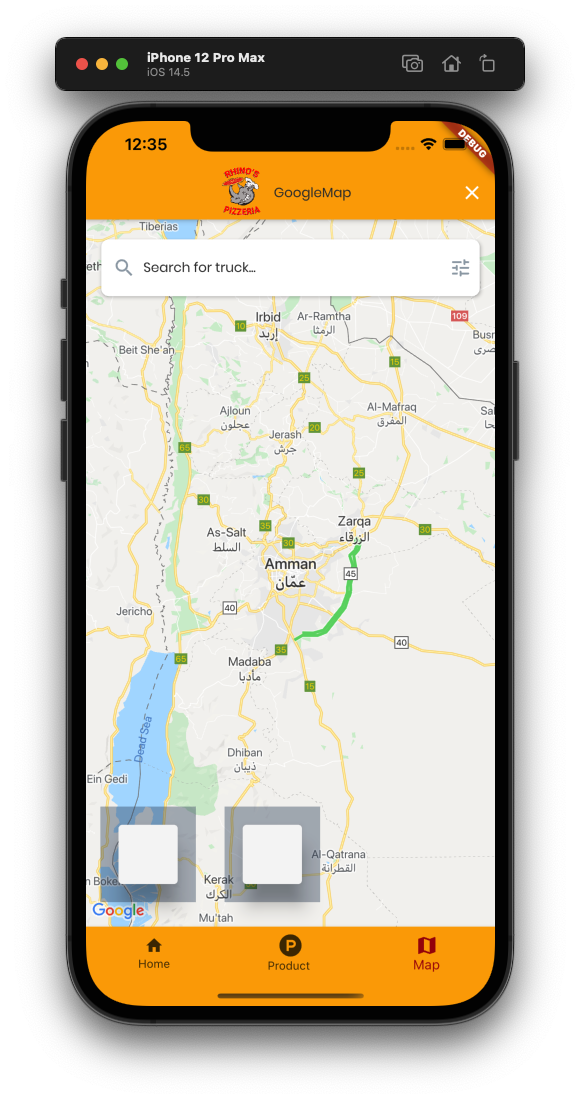 iPhone 12 Pro Max
iOS 14.5
12:35
DEBUG
RHINO'S
PIZZERIA
GoogleMap
Tiberias
Search for truck...
109
Irbid
إربد
Ar-Ramtha
الرمثا
10
Busr
صرى
Beit She'an
15
25
Ajloun
عجلون
Al-Mafraq
المفرق
Sal
Jerash
جرش
20
65
25
30
Zarqa
الزرقاء
35
30
As-Salt
السلط
30
Amman
عمّان
45
Jericho
40
40
35
65
Madaba
مأدبا
15
Dead Sea
Dhiban
ذيبان
Ein Gedi
Al-Qatrana
القطرانة
n Boke
Kerak
الكرك
Google
Mu'tah
Home
P
Product
Map